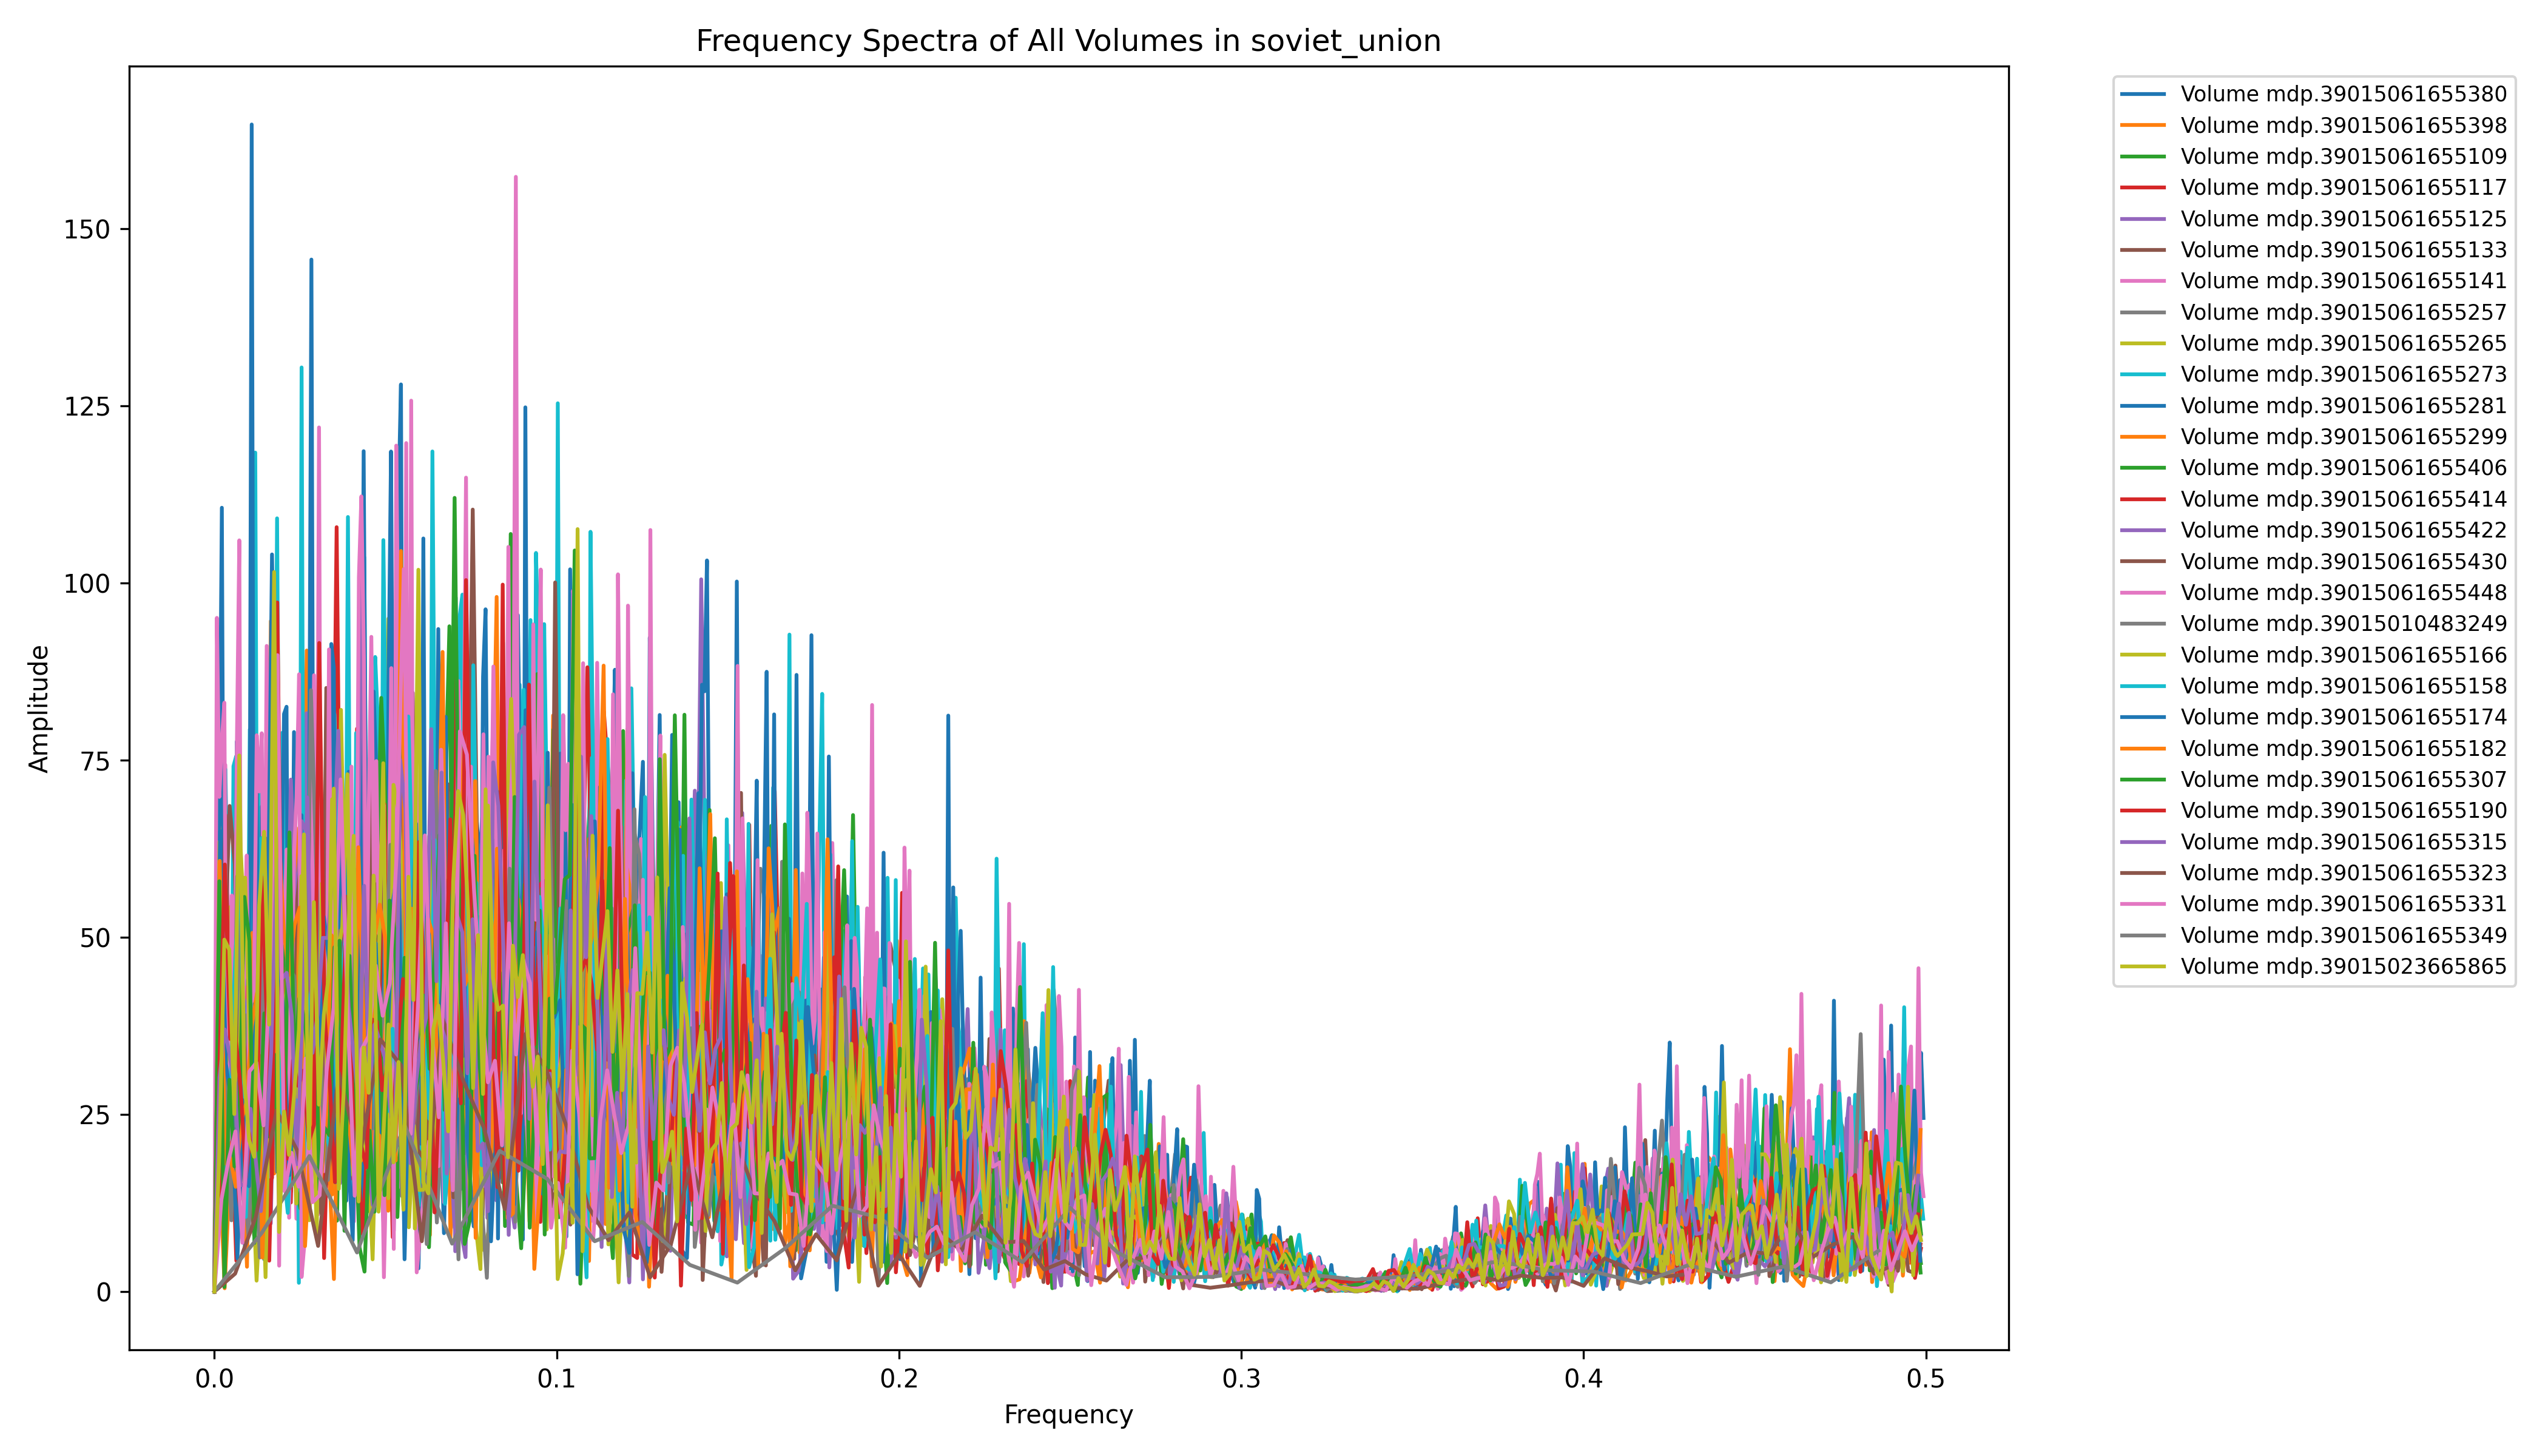 Frequency Spectra of All Volumes in soviet_union
Amplitude
150
125
100
75
50
25
0
0.0
0.1
0.2
0.3
0.4
0.5
Frequency
Volume mdp.39015061655380
Volume mdp.39015061655398
Volume mdp.39015061655109
Volume mdp.39015061655117
Volume mdp.39015061655125
Volume mdp.39015061655133
Volume mdp.39015061655141
Volume mdp.39015061655257
Volume mdp.39015061655265
Volume mdp.39015061655273
Volume mdp.39015061655281
Volume mdp.39015061655299
Volume mdp.39015061655406
Volume mdp.39015061655414
Volume mdp.39015061655422
Volume mdp.39015061655430
Volume mdp.39015061655448
Volume mdp.39015010483249
Volume mdp.39015061655166
Volume mdp.39015061655158
Volume mdp.39015061655174
Volume mdp.39015061655182
Volume mdp.39015061655307
Volume mdp.39015061655190
Volume mdp.39015061655315
Volume mdp.39015061655323
Volume mdp.39015061655331
Volume mdp.39015061655349
Volume mdp.39015023665865